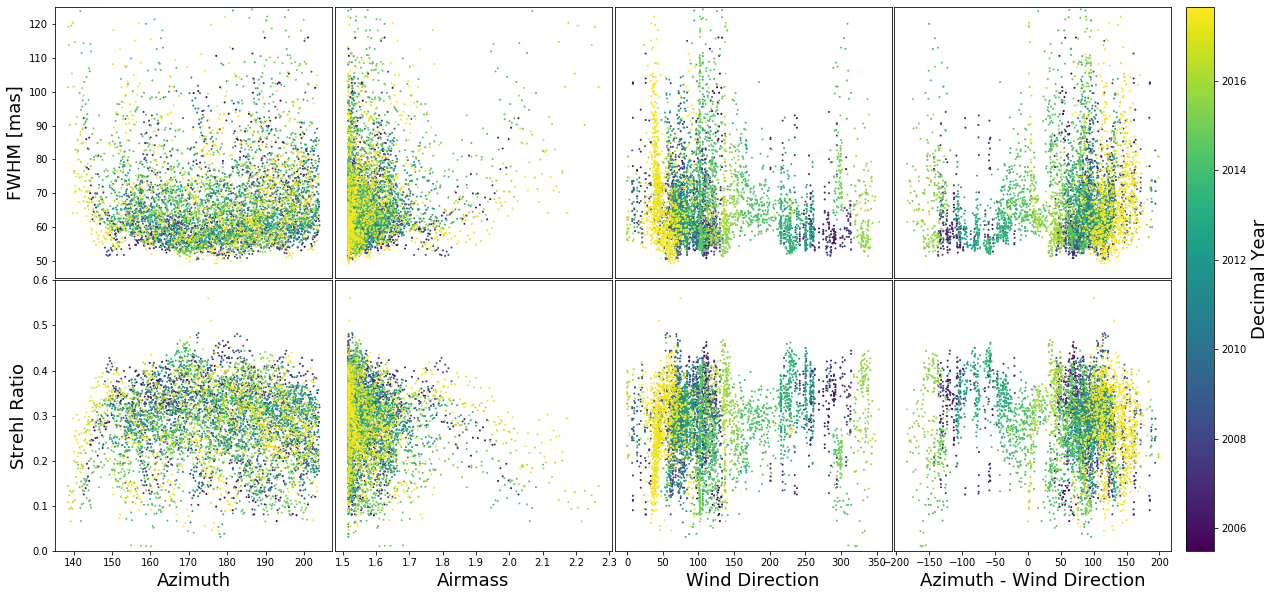 120
110
100
90
80
70
60
50
FWHM [mas]
0.6
0.5
0.4
0.3
0.2
0.1
0.0
Strehl Ratio
140 150 160 170 180 190 200
Azimuth
1.5 1.6 1.7 1.8 1.9 2.0 2.1 2.2 2.3
Airmass
0 50 100 150 200 250 300 350
Wind Direction
−200 −150 −100 −50 0 50 100 150 200
Azimuth - Wind Direction
2016
2014
2012
2010
2008
2006
Decimal Year